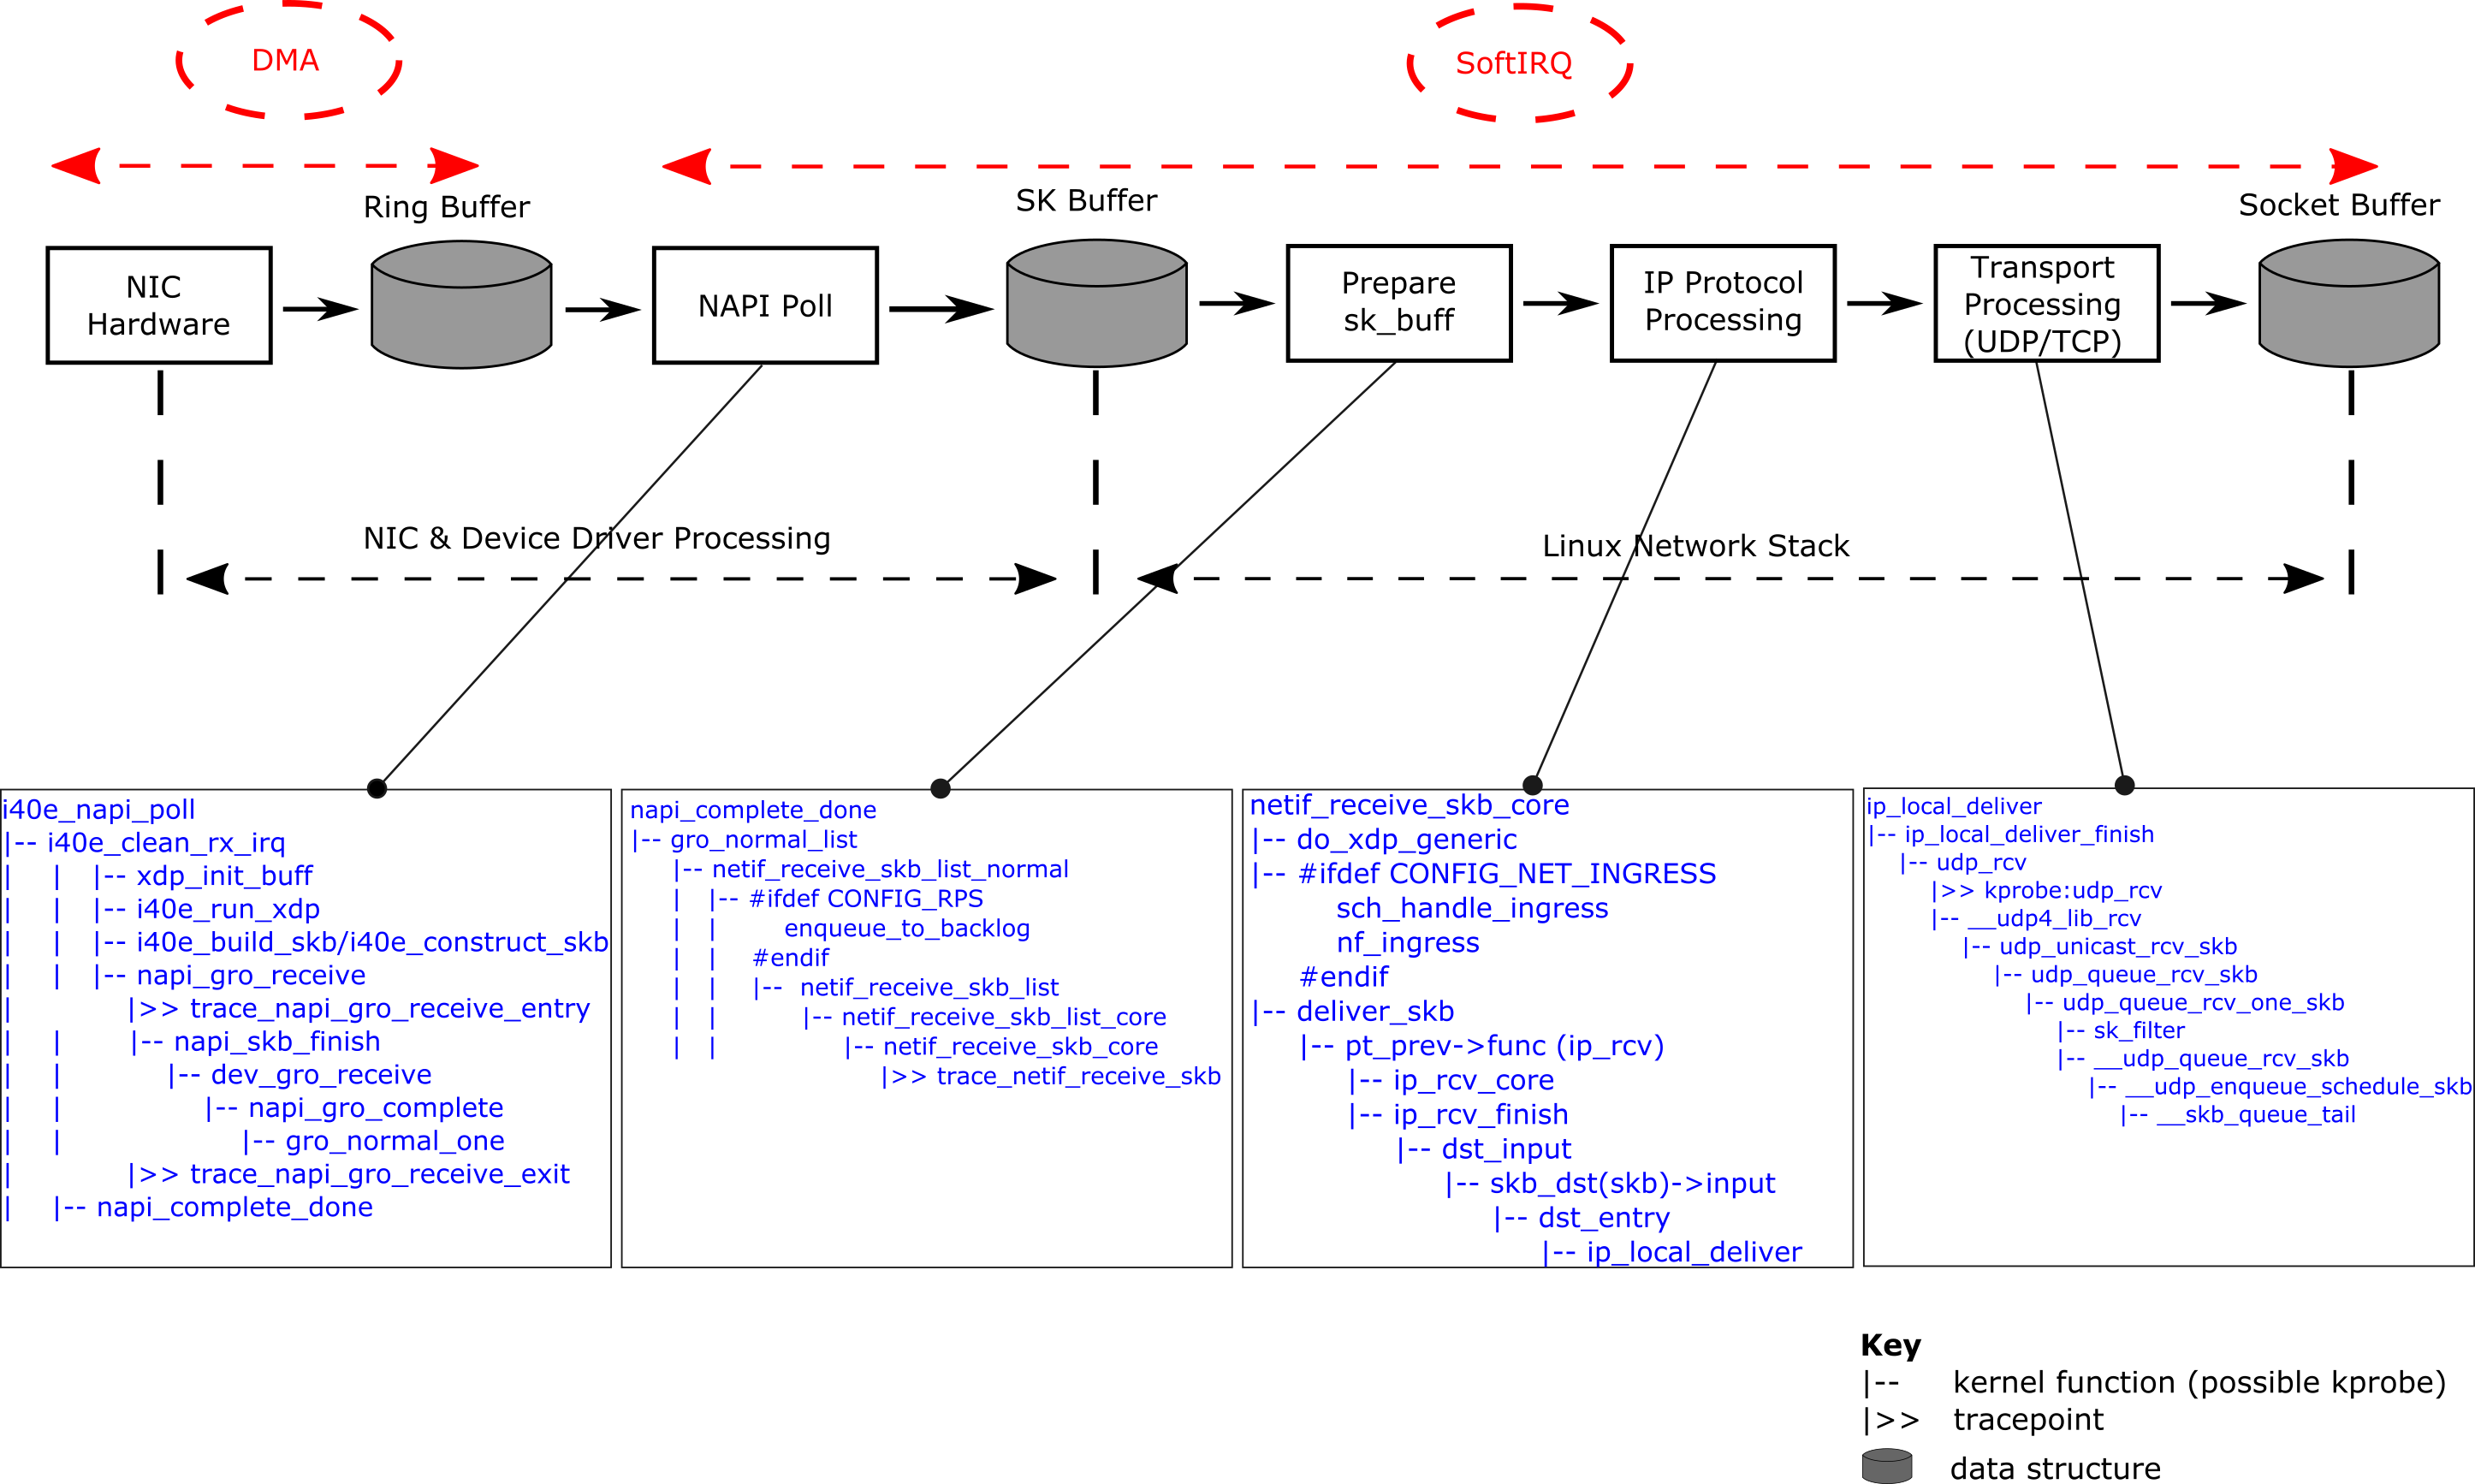 DMA
SoftIRQ
Ring Buffer
SK Buffer
Socket Buffer
NIC
Hardware
NAPI Poll
Prepare
sk_buff
IP Protocol
Processing
Transport
Processing
(UDP/TCP)
NIC & Device Driver Processing
Linux Network Stack
i40e_napi_poll
|-- i40e_clean_rx_irq
| | |-- xdp_init_buff
| | |-- i40e_run_xdp
| | |-- i40e_build_skb/i40e_construct_skb
| | |-- napi_gro_receive
| |>> trace_napi_gro_receive_entry
| | |-- napi_skb_finish
| | |-- dev_gro_receive
| | |-- napi_gro_complete
| | |-- gro_normal_one
| |>> trace_napi_gro_receive_exit
| |-- napi_complete_done
napi_complete_done
|-- gro_normal_list
|-- netif_receive_skb_list_normal
| |-- #ifdef CONFIG_RPS
| | enqueue_to_backlog
| | #endif
| | |-- netif_receive_skb_list
| | |-- netif_receive_skb_list_core
| | |-- netif_receive_skb_core
|>> trace_netif_receive_skb
netif_receive_skb_core
|-- do_xdp_generic
|-- #ifdef CONFIG_NET_INGRESS
sch_handle_ingress
nf_ingress
#endif
|-- deliver_skb
|-- pt_prev->func (ip_rcv)
|-- ip_rcv_core
|-- ip_rcv_finish
|-- dst_input
|-- skb_dst(skb)->input
|-- dst_entry
|-- ip_local_deliver
ip_local_deliver
|-- ip_local_deliver_finish
|-- udp_rcv
|>> kprobe:udp_rcv
|-- __udp4_lib_rcv
|-- udp_unicast_rcv_skb
|-- udp_queue_rcv_skb
|-- udp_queue_rcv_one_skb
|-- sk_filter
|-- __udp_queue_rcv_skb
|-- __udp_enqueue_schedule_skb
|-- __skb_queue_tail
Key
|-- kernel function (possible kprobe)
|>> tracepoint
data structure